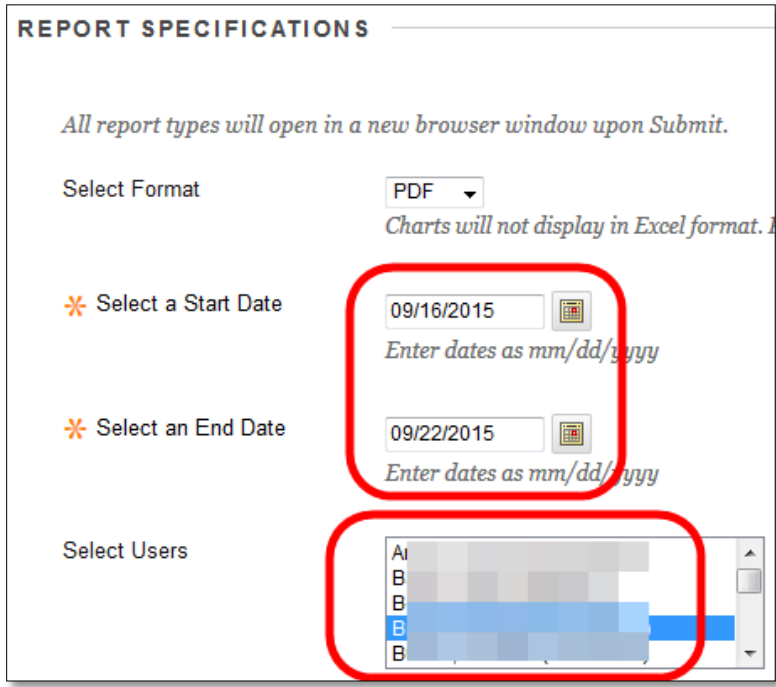 REPORT SPECIFICATIONS
All report types will open in a new browser window upon Submit.
Select Format PDF
Charts will not display in Excel format.
Select a Start Date 09/16/2015
Enter dates as mm/dd/yyyy
Select an End Date 09/22/2015
Enter dates as mm/dd/yyyy
Select Users